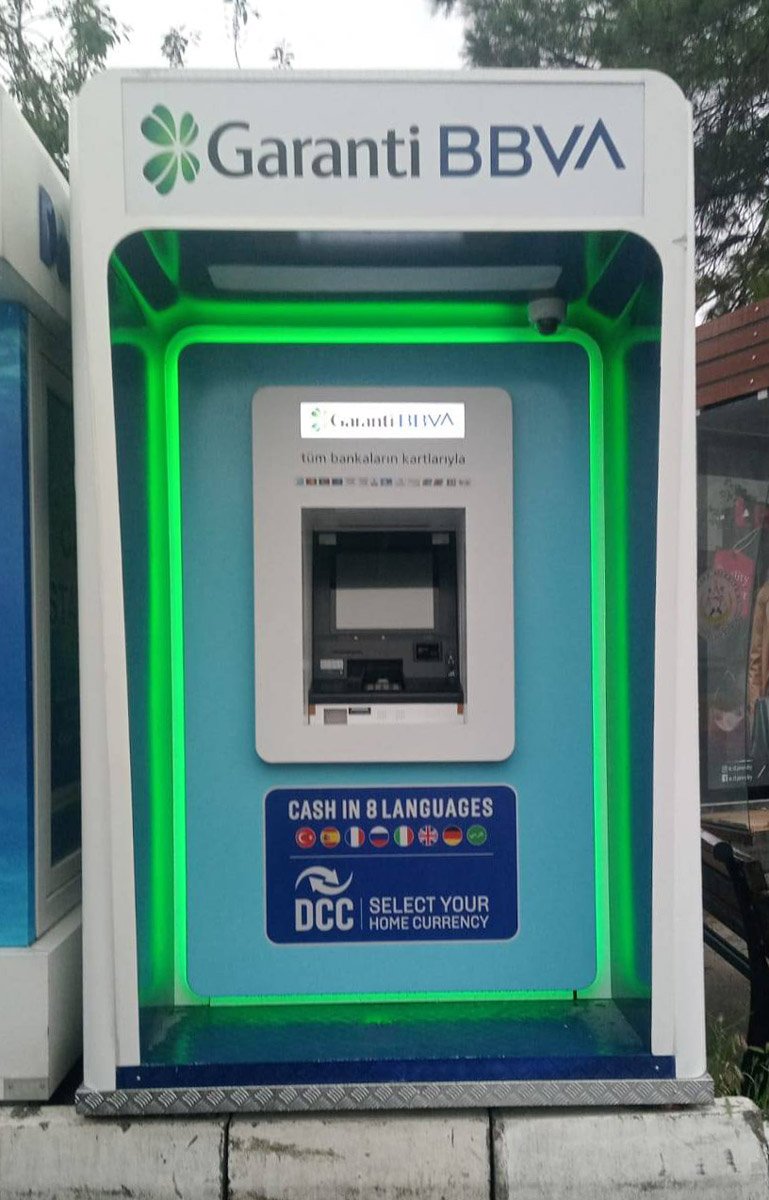 Garanti BBVA
Garanti BBVA
tüm bankaların kartlarıyla
CASH IN 8 LANGUAGES
DCC
SELECT YOUR
HOME CURRENCY